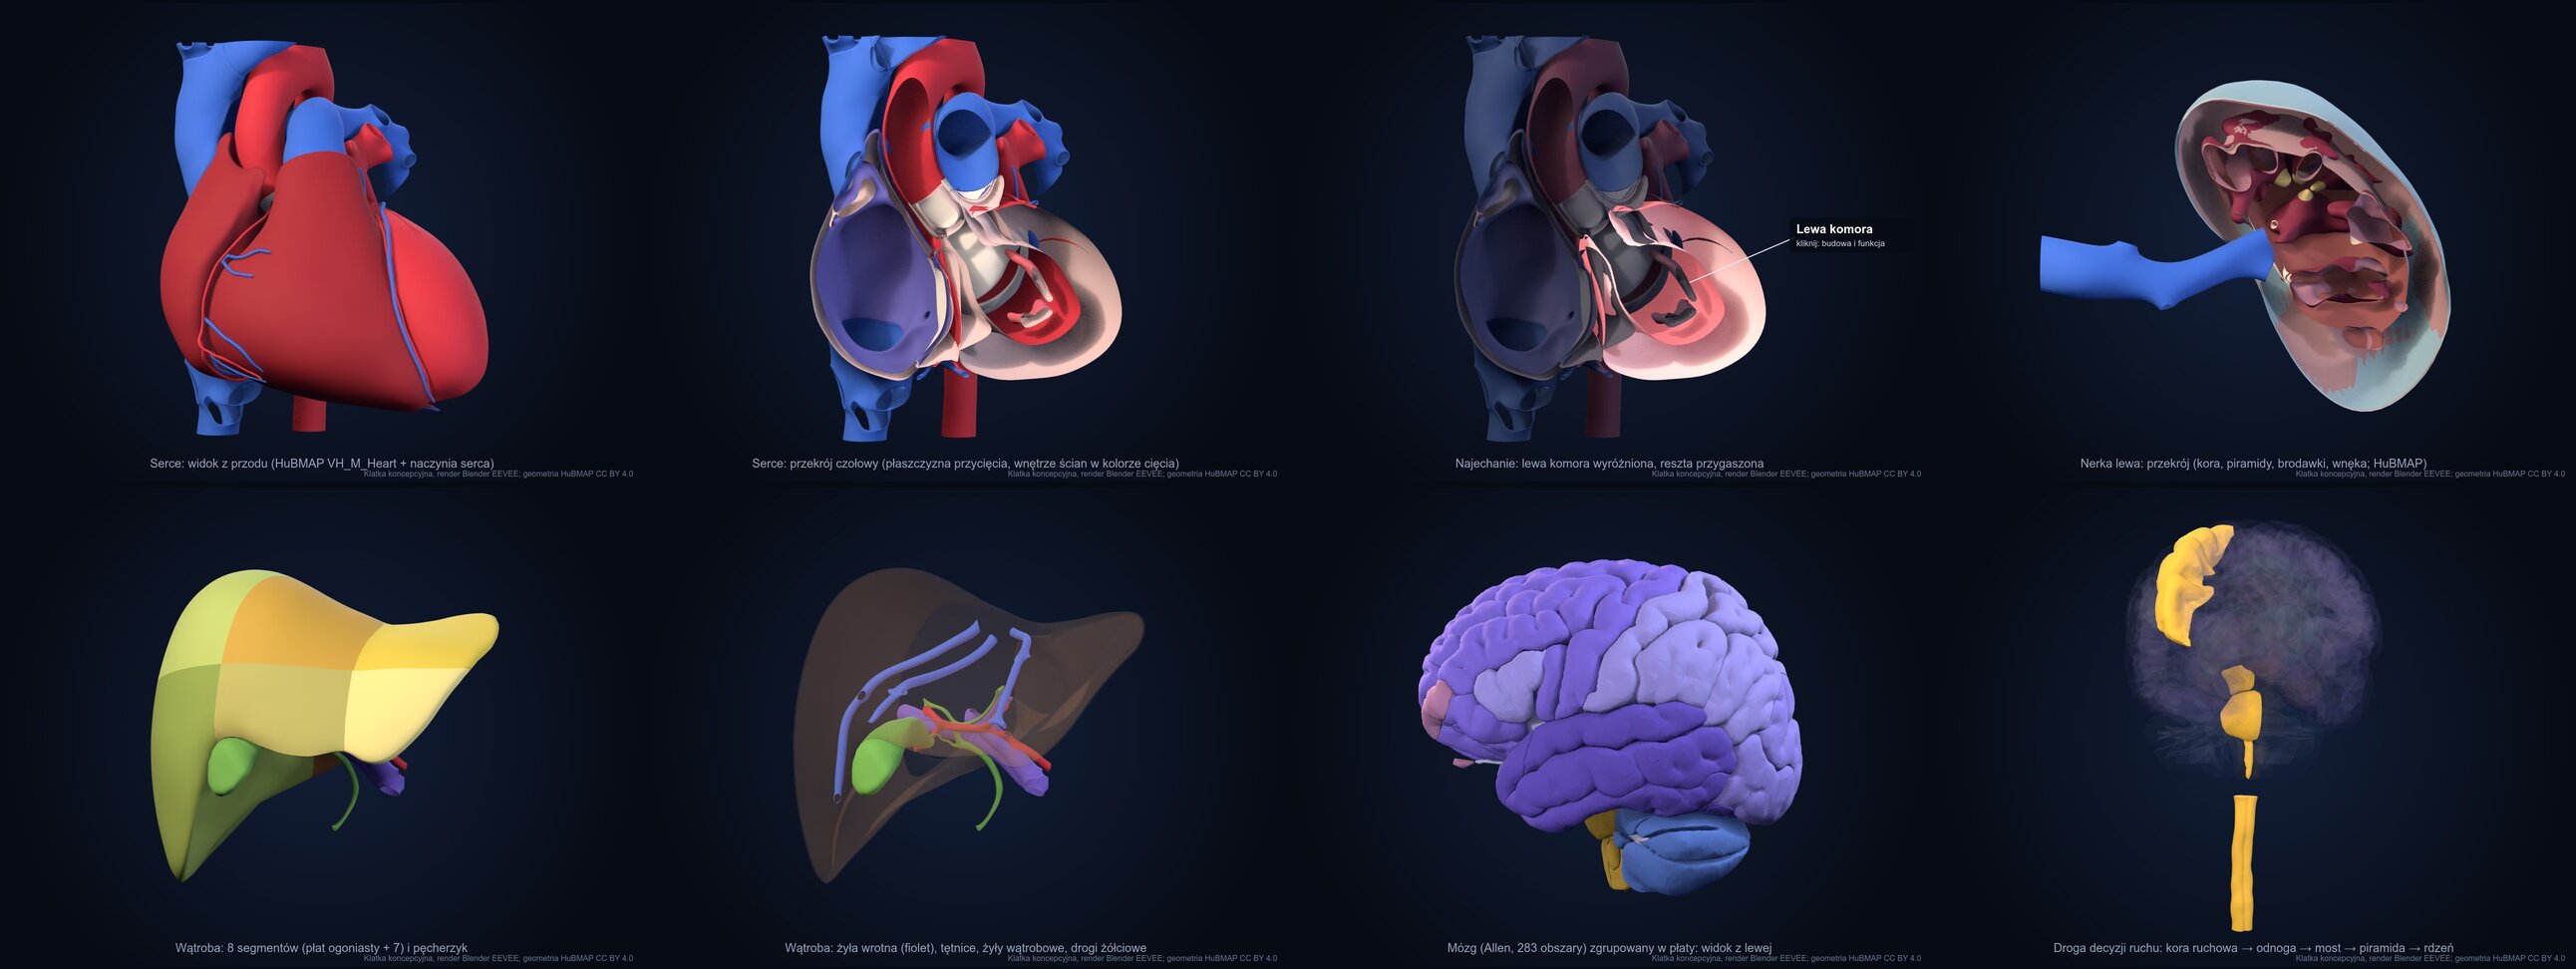 Lewa komora
kliknij: budowa i funkcja
Serce: widok z przodu (HuBMAP VH_M_Heart + naczynia serca)
Klatka koncepcyjna, render Blender EEVEE; geometria HuBMAP CC BY 4.0
Serce: przekrój czołowy (płaszczyzna przycięcia, wnętrze ścian w kolorze cięcia)
Klatka koncepcyjna, render Blender EEVEE; geometria HuBMAP CC BY 4.0
Najechanie: lewa komora wyróżniona, reszta przygaszona
Klatka koncepcyjna, render Blender EEVEE; geometria HuBMAP CC BY 4.0
Nerka lewa: przekrój (kora, piramidy, brodawki, wnęka; HuBMAP)
Klatka koncepcyjna, render Blender EEVEE; geometria HuBMAP CC BY 4.0
Wątroba: 8 segmentów (płat ogoniasty + 7) i pęcherzyk
Klatka koncepcyjna, render Blender EEVEE; geometria HuBMAP CC BY 4.0
Wątroba: żyła wrotna (fiolet), tętnice, żyły wątrobowe, drogi żółciowe
Klatka koncepcyjna, render Blender EEVEE; geometria HuBMAP CC BY 4.0
Mózg (Allen, 283 obszary) zgrupowany w płaty: widok z lewej
Klatka koncepcyjna, render Blender EEVEE; geometria HuBMAP CC BY 4.0
Droga decyzji ruchu: kora ruchowa → odnoga → most → piramida → rdzeń
Klatka koncepcyjna, render Blender EEVEE; geometria HuBMAP CC BY 4.0